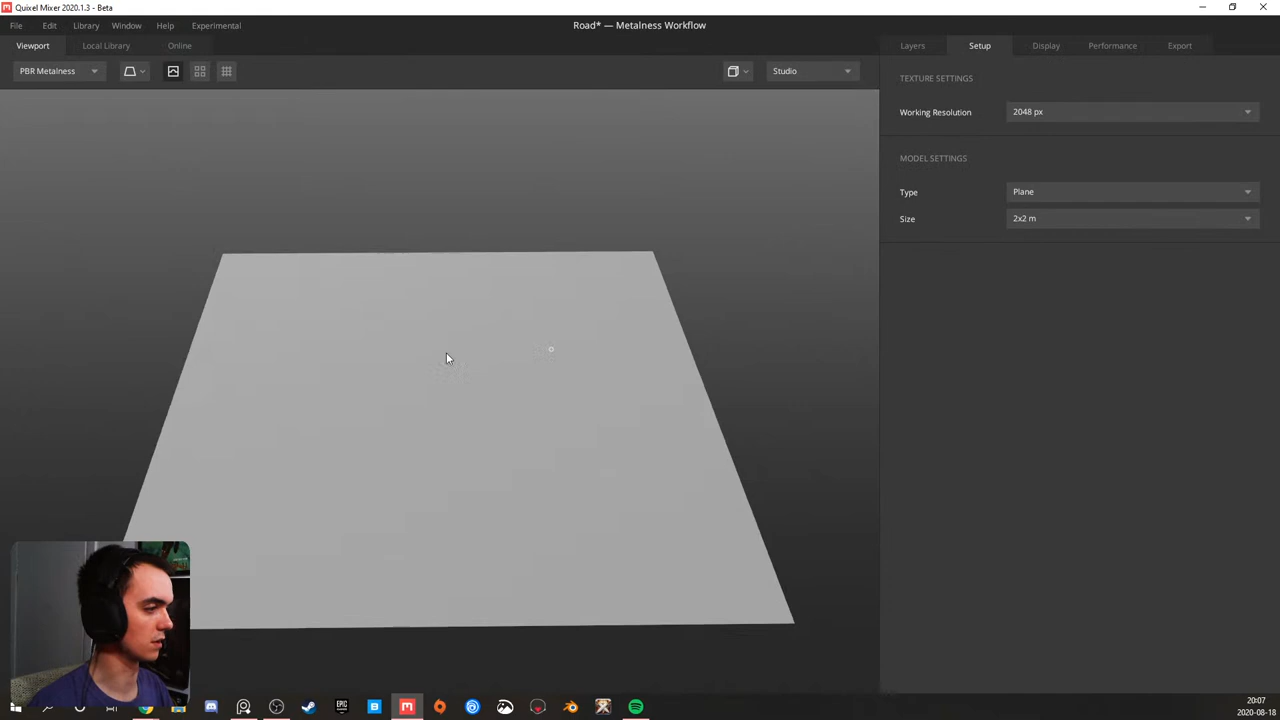 Quixel Mixer 2020.1.3 - Beta
File Edit Library Window Help Experimental
Road* — Metalness Workflow
Viewport Local Library Online
Layers Setup Display Performance Export
PBR Metalness
Studio
TEXTURE SETTINGS
Working Resolution 2048 px
MODEL SETTINGS
Type Plane
Size 2x2 m
EPIC
20:07
2020-08-18